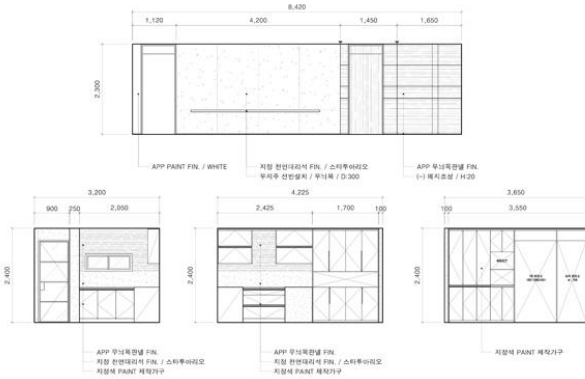 8,420
1,120 4,200 1,450 1,650
2,300
APP PAINT FIN. / WHITE
지정 천연대리석 FIN. / 스타투아리오
무지주 선반설치 / 무늬목 / D:300
APP 무늬목판넬 FIN.
(-) 메지조성 / H:20
3,200
900 250 2,050
2,400
APP 무늬목판넬 FIN.
지정 천연대리석 FIN. / 스타투아리오
지정색 PAINT 제작가구
4,225
2,425 1,700 100
2,400
APP 무늬목판넬 FIN.
지정 천연대리석 FIN. / 스타투아리오
지정색 PAINT 제작가구
3,650
100 3,550
2,400
지정색 PAINT 제작가구